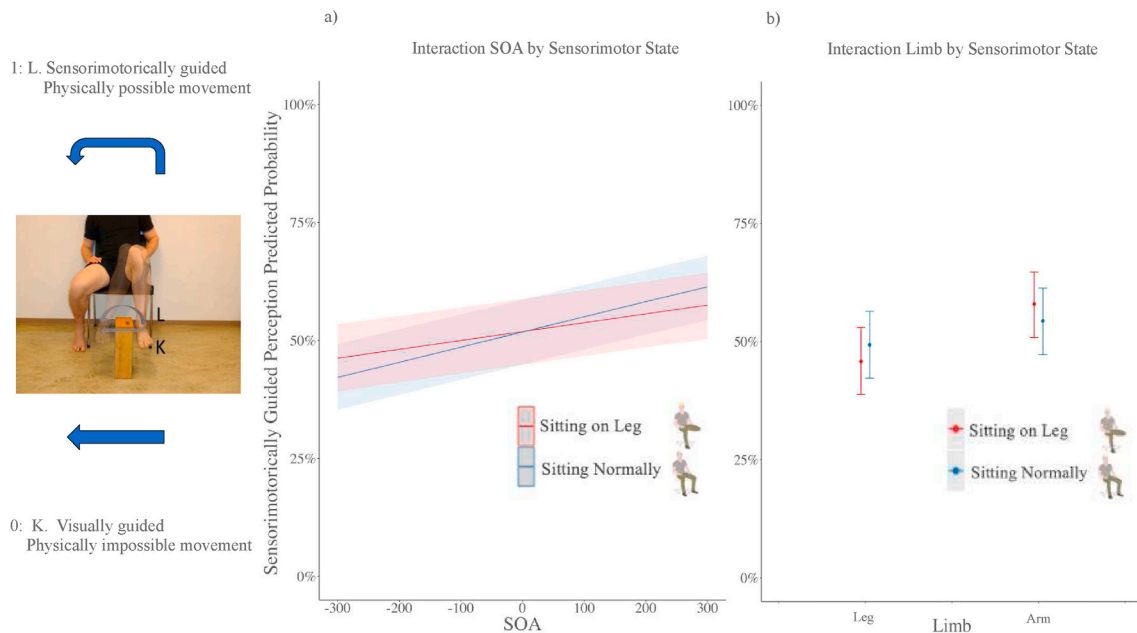 a)
b)
Interaction SOA by Sensorimotor State
Interaction Limb by Sensorimotor State
1: L. Sensorimotorically guided
Physically possible movement
L
K
0: K. Visually guided
Physically impossible movement
Sensorimotorically Guided Perception Predicted Probability
100%
75%
50%
25%
0%
-300 -200 -100 0 100 200 300
SOA
Sitting on Leg
Sitting Normally
100%
75%
50%
25%
0%
Leg Arm
Limb
Sitting on Leg
Sitting Normally